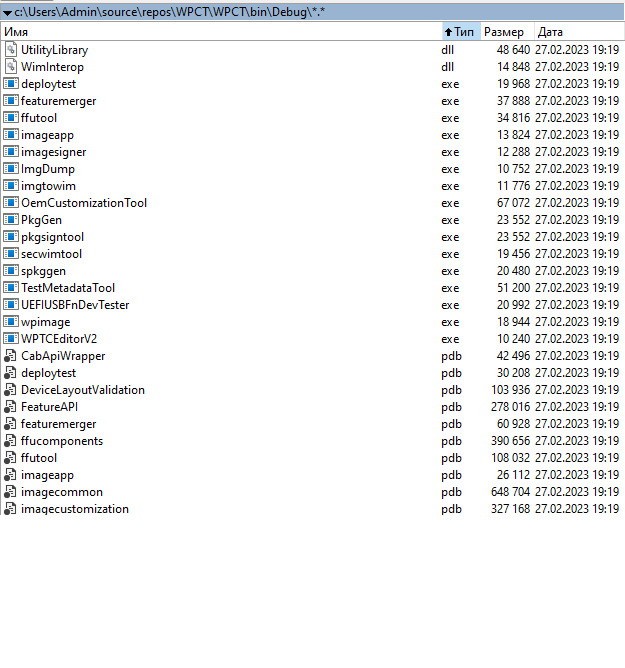 c:\Users\Admin\source\repos\WPCT\WPCT\bin\Debug\*.*
Имя Тип Размер Дата
UtilityLibrary dll 48 640 27.02.2023 19:19
WimInterop dll 14 848 27.02.2023 19:19
deploytest exe 19 968 27.02.2023 19:19
featuremerger exe 37 888 27.02.2023 19:19
ffutool exe 34 816 27.02.2023 19:19
imageapp exe 13 824 27.02.2023 19:19
imagesigner exe 12 288 27.02.2023 19:19
ImgDump exe 10 752 27.02.2023 19:19
imgtowim exe 11 776 27.02.2023 19:19
OemCustomizationTool exe 67 072 27.02.2023 19:19
PkgGen exe 23 552 27.02.2023 19:19
pkgsigntool exe 23 552 27.02.2023 19:19
secwimtool exe 19 456 27.02.2023 19:19
spkggen exe 20 480 27.02.2023 19:19
TestMetadataTool exe 51 200 27.02.2023 19:19
UEFIUSBFnDevTester exe 20 992 27.02.2023 19:19
wpimage exe 18 944 27.02.2023 19:19
WPTCEditorV2 exe 10 240 27.02.2023 19:19
CabApiWrapper pdb 42 496 27.02.2023 19:19
deploytest pdb 30 208 27.02.2023 19:19
DeviceLayoutValidation pdb 103 936 27.02.2023 19:19
FeatureAPI pdb 278 016 27.02.2023 19:19
featuremerger pdb 60 928 27.02.2023 19:19
ffucomponents pdb 390 656 27.02.2023 19:19
ffutool pdb 108 032 27.02.2023 19:19
imageapp pdb 26 112 27.02.2023 19:19
imagecommon pdb 648 704 27.02.2023 19:19
imagecustomization pdb 327 168 27.02.2023 19:19